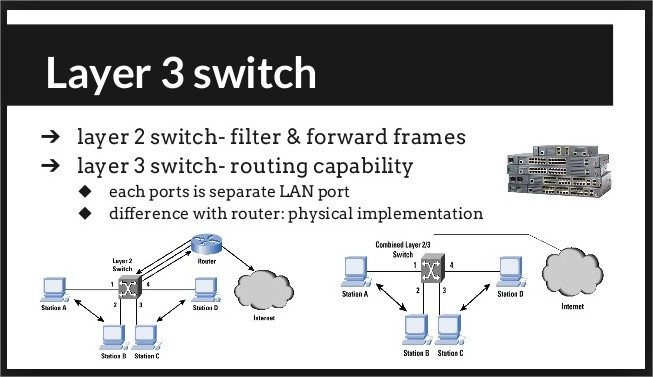 Layer 3 switch
➔ layer 2 switch- filter & forward frames
➔ layer 3 switch- routing capability
◆ each ports is separate LAN port
◆ difference with router: physical implementation
Router
Layer 2
Switch
1
4
2
3
Station A
Station D
Internet
Station B
Station C
Combined Layer 2/3
Switch
1
4
2
3
Station A
Station D
Internet
Station B
Station C